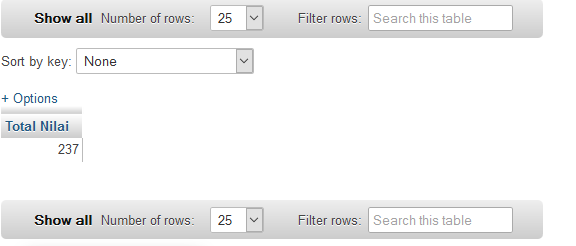 Show all Number of rows: 25 Filter rows: Search this table
Sort by key: None
+ Options
Total Nilai
237
Show all Number of rows: 25 Filter rows: Search this table